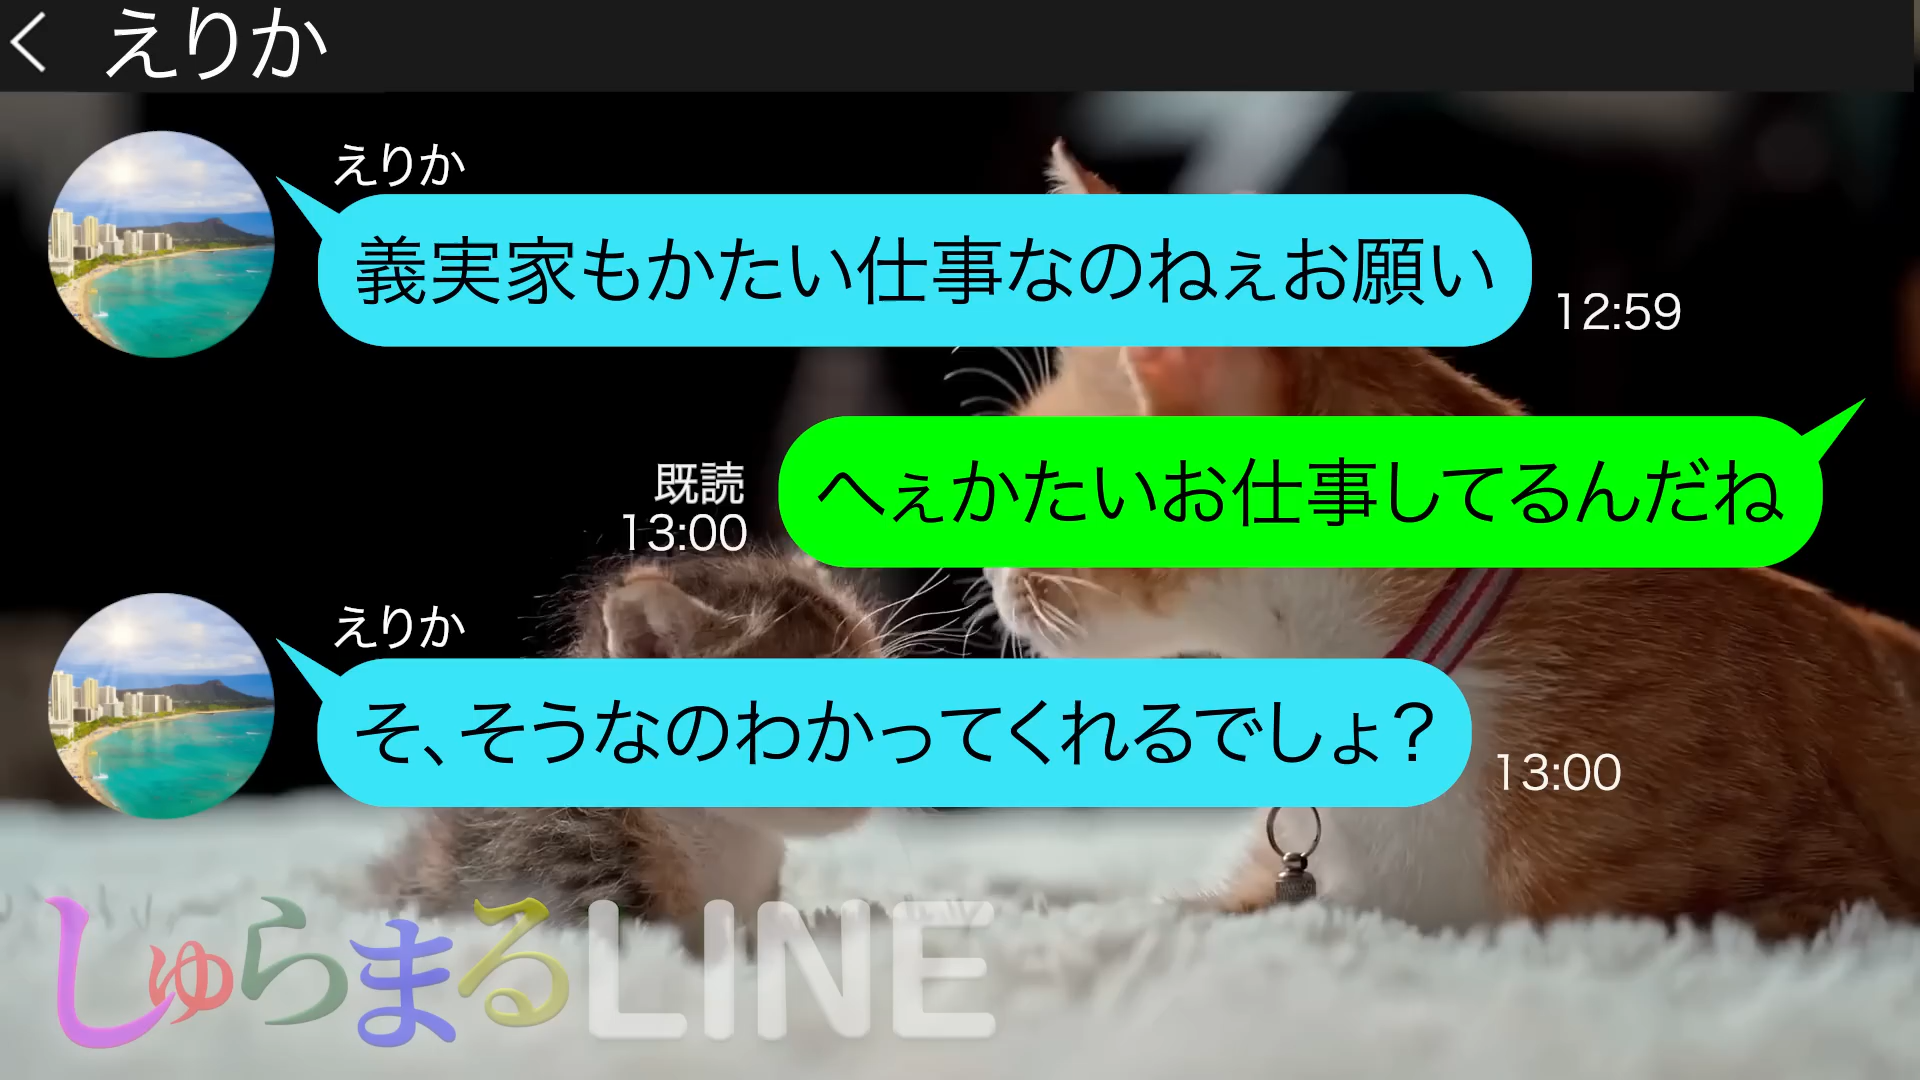 えりか
えりか
義実家もかたい仕事なのねぇお願い
12:59
へぇかたいお仕事してるんだね
既読
13:00
えりか
そ、そうなのわかってくれるでしょ?
13:00
しゅらまるLINE